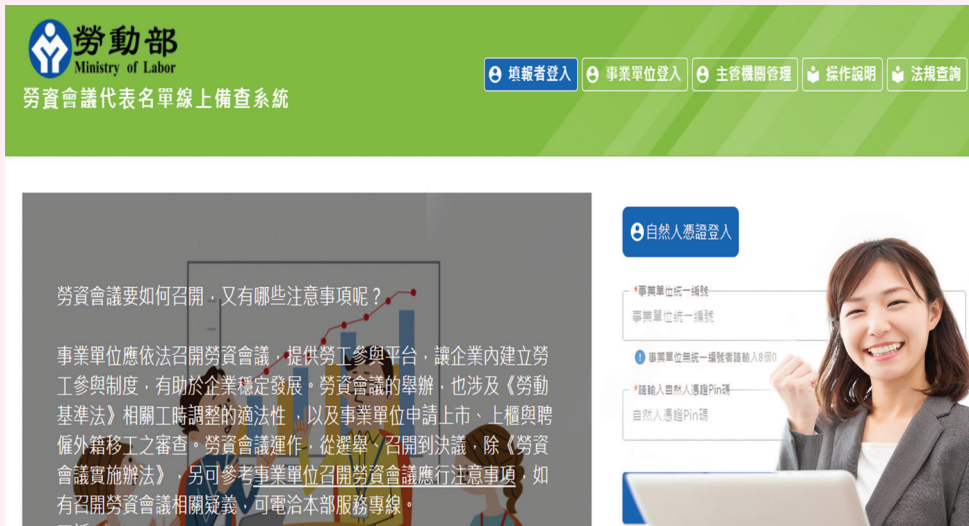 勞動部
Ministry of Labor
勞資會議代表名單線上備查系統
填報者登入
事業單位登入
主管機關管理
操作說明
法規查詢
自然人憑證登入
勞資會議要如何召開，又有哪些注意事項呢？
事業單位應依法召開勞資會議，提供勞工參與平台，讓企業內建立勞
工參與制度，有助於企業穩定發展。勞資會議的舉辦，也涉及《勞動
基準法》相關工時調整的適法性，以及事業單位申請上市、上櫃與聘
僱外籍移工之審查。勞資會議運作，從選舉、召開到決議，除《勞資
會議實施辦法》，另可參考事業單位召開勞資會議應行注意事項，如
有召開勞資會議相關疑義，可電洽本部服務專線。
*事業單位統一編號
事業單位統一編號
事業單位無統一編號者請輸入8個0
*請輸入自然人憑證Pin碼
自然人憑證Pin碼